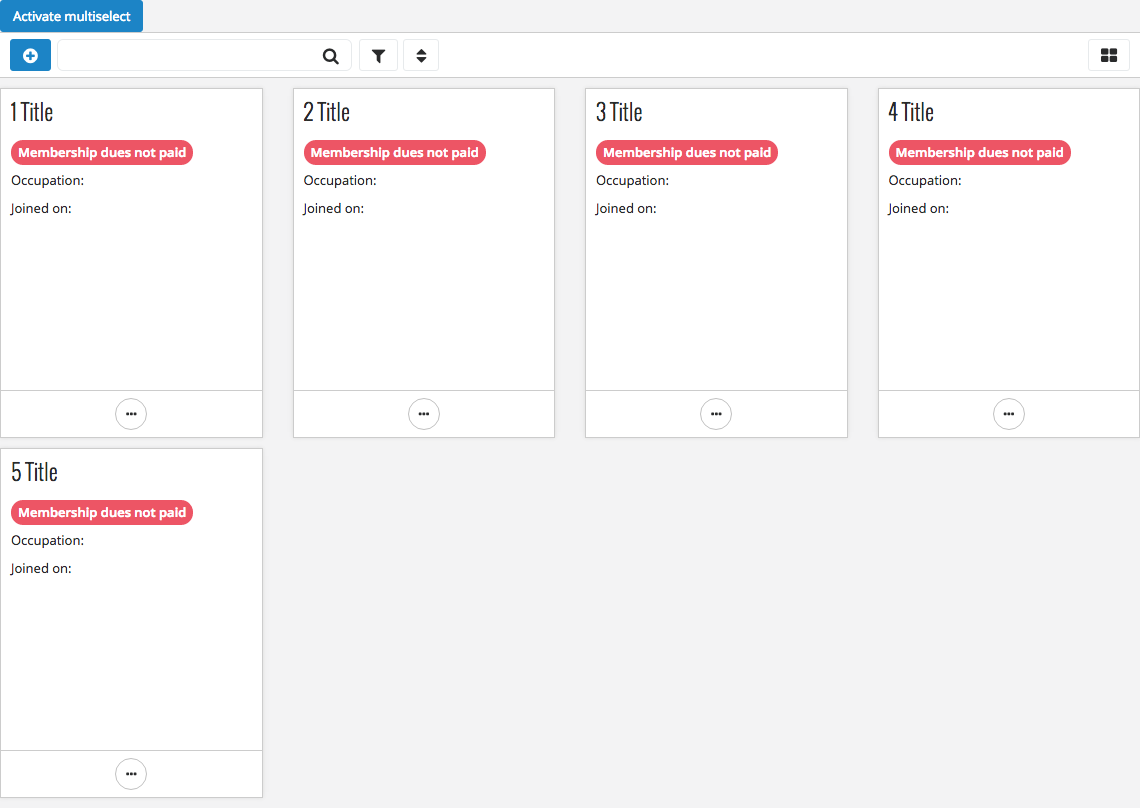 Activate multiselect
1 Title
Membership dues not paid
Occupation:
Joined on:
2 Title
Membership dues not paid
Occupation:
Joined on:
3 Title
Membership dues not paid
Occupation:
Joined on:
4 Title
Membership dues not paid
Occupation:
Joined on:
5 Title
Membership dues not paid
Occupation:
Joined on: